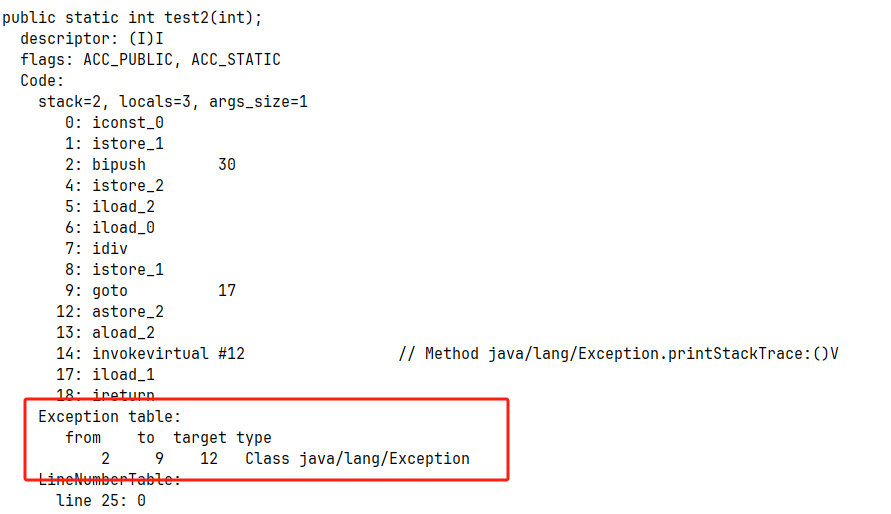 public static int test2(int);
descriptor: (I)I
flags: ACC_PUBLIC, ACC_STATIC
Code:
stack=2, locals=3, args_size=1
0: iconst_0
1: istore_1
2: bipush 30
4: istore_2
5: iload_2
6: iload_0
7: idiv
8: istore_1
9: goto 17
12: astore_2
13: aload_2
14: invokevirtual #12 // Method java/lang/Exception.printStackTrace:()V
17: iload_1
18: ireturn
Exception table:
from to target type
2 9 12 Class java/lang/Exception
LineNumberTable:
line 25: 0